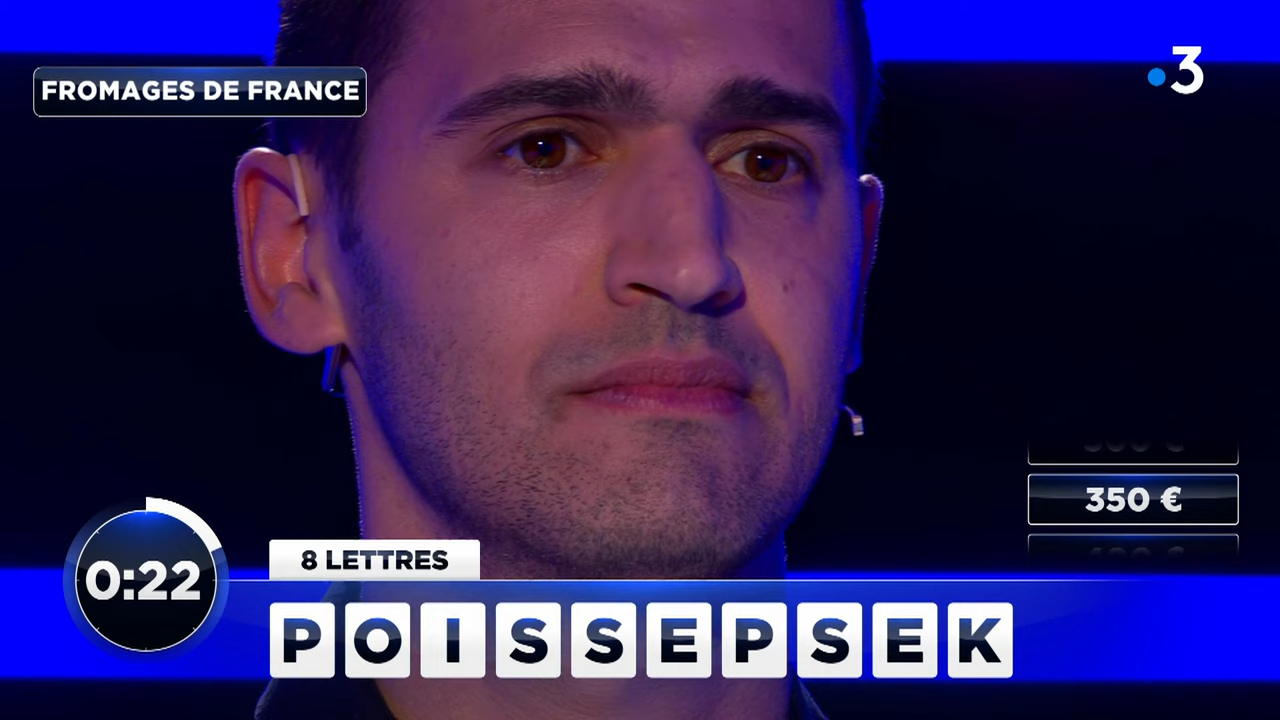 FROMAGES DE FRANCE
3
350 €
0:22
8 LETTRES
POISSEPSEK